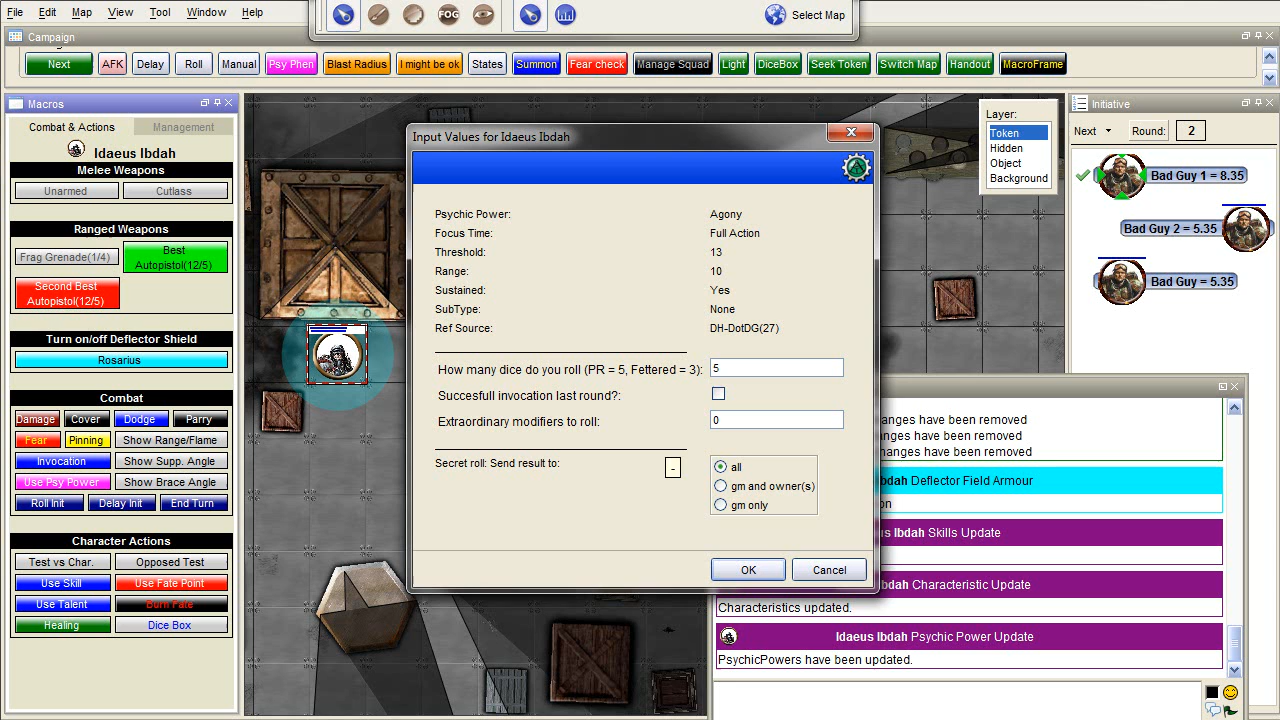 File Edit Map View Tool Window Help
FOG
Select Map
Campaign
Next AFK Delay Roll Manual Psy Phen Blast Radius I might be ok States Summon Fear check Manage Squad Light DiceBox Seek Token Switch Map Handout MacroFrame
Macros
Combat & Actions Management
Idaeus Ibdah
Melee Weapons
Unarmed Cutlass
Ranged Weapons
Frag Grenade(1/4)
Best
Autopistol(12/5)
Second Best
Autopistol(12/5)
Turn on/off Deflector Shield
Rosarius
Combat
Damage Cover Dodge Parry
Fear Pinning Show Range/Flame
Invocation Show Supp. Angle
Use Psy Power Show Brace Angle
Roll Init Delay Init End Turn
Character Actions
Test vs Char. Opposed Test
Use Skill Use Fate Point
Use Talent Burn Fate
Healing Dice Box
Input Values for Idaeus Ibdah
Psychic Power: Agony
Focus Time: Full Action
Threshold: 13
Range: 10
Sustained: Yes
SubType: None
Ref Source: DH-DotDG(27)
How many dice do you roll (PR = 5, Fettered = 3): 5
Succesfull invocation last round?:
Extraordinary modifiers to roll: 0
Secret roll: Send result to: -
all
gm and owner(s)
gm only
OK Cancel
Layer:
Token
Hidden
Object
Background
Initiative
Next Round: 2
Bad Guy 1 = 8.35
Bad Guy 2 = 5.35
Bad Guy = 5.35
anges have been removed
anges have been removed
anges have been removed
bdah Deflector Field Armour
on
us Ibdah Skills Update
bdah Characteristic Update
Characteristics updated.
Idaeus Ibdah Psychic Power Update
PsychicPowers have been updated.